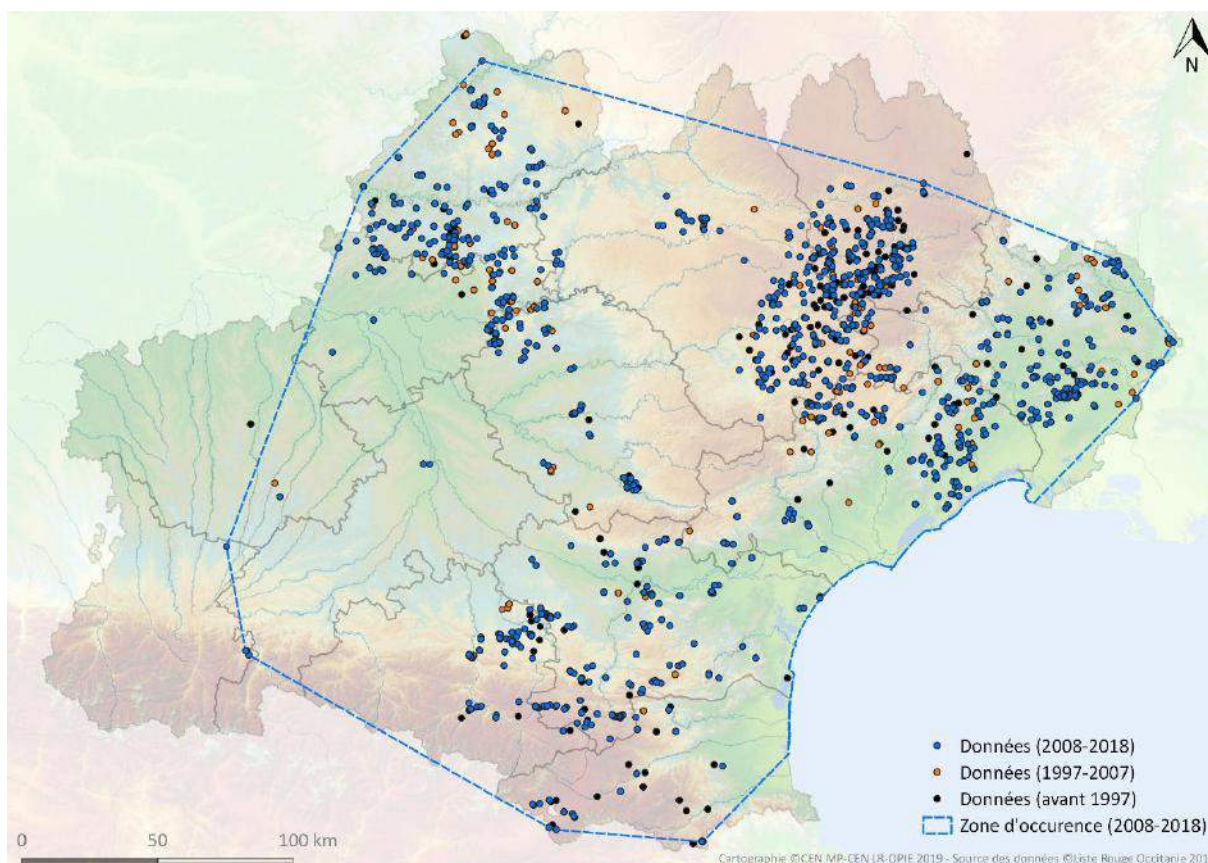 N
Données (2008-2018)
Données (1997-2007)
Données (avant 1997)
Zone d'occurence (2008-2018)
0 50 100 km
Cartographie ©CEN MP-CEN LR-OPIE 2019 - Source des données ©Liste Rouge Occitanie 201